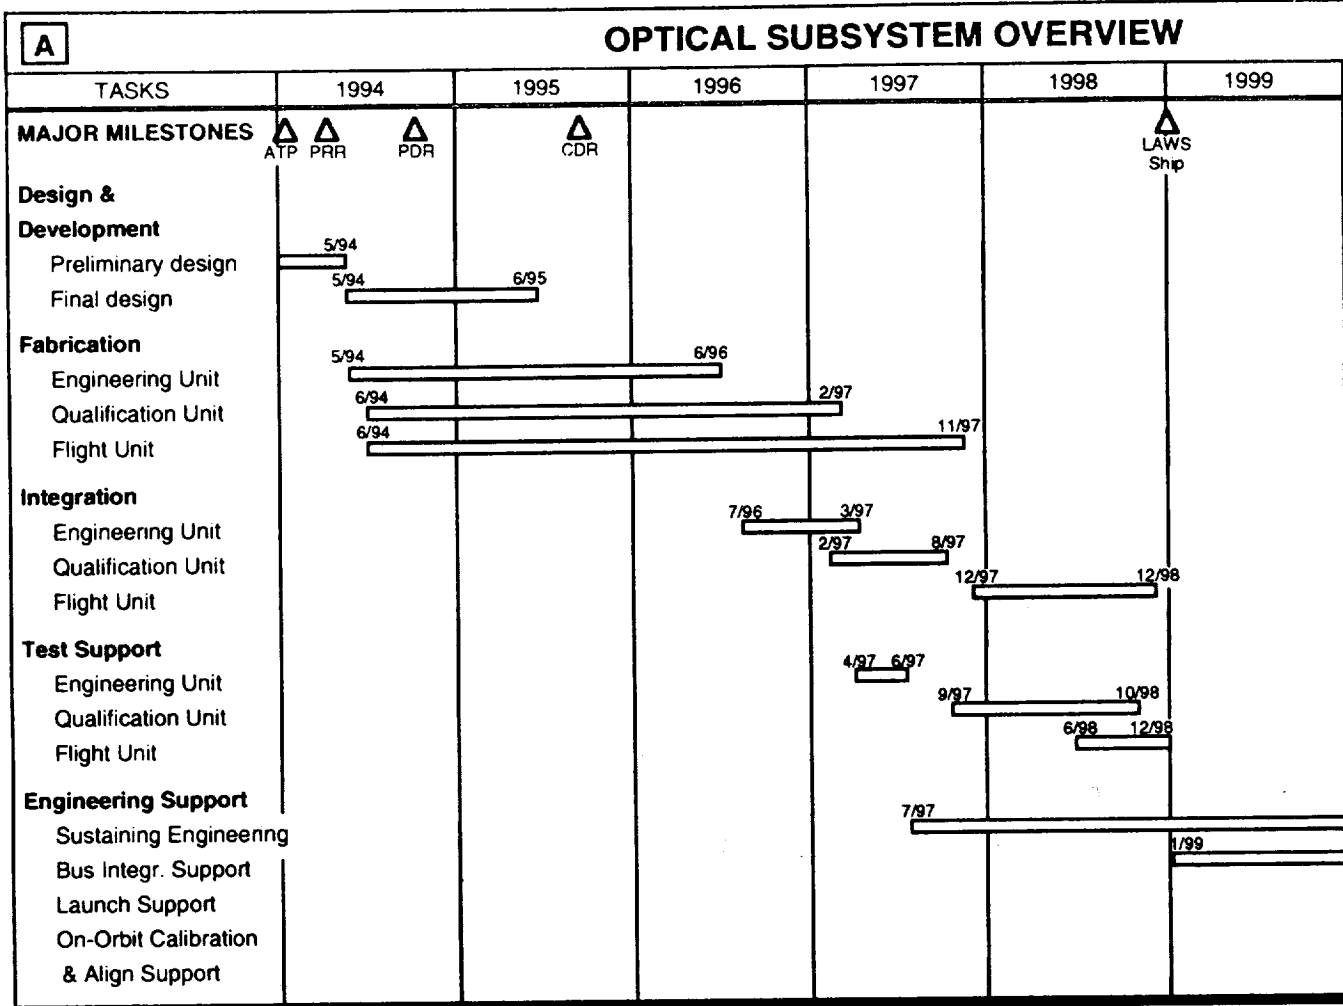 A
OPTICAL SUBSYSTEM OVERVIEW
TASKS 1994 1995 1996 1997 1998 1999
MAJOR MILESTONES
ATP PRR PDR CDR LAWS
Ship
Design &
Development
5/94
Preliminary design
5/94 6/95
Final design
Fabrication
5/94 6/96
Engineering Unit
6/94 2/97
Qualification Unit
6/94 11/97
Flight Unit
Integration
7/96 3/97
Engineering Unit
2/97 8/97
Qualification Unit
12/97 12/98
Flight Unit
Test Support
4/97 6/97
Engineering Unit
9/97 10/98
Qualification Unit
6/98 12/98
Flight Unit
Engineering Support
7/97
Sustaining Engineering
1/99
Bus Integr. Support
Launch Support
On-Orbit Calibration
& Align Support